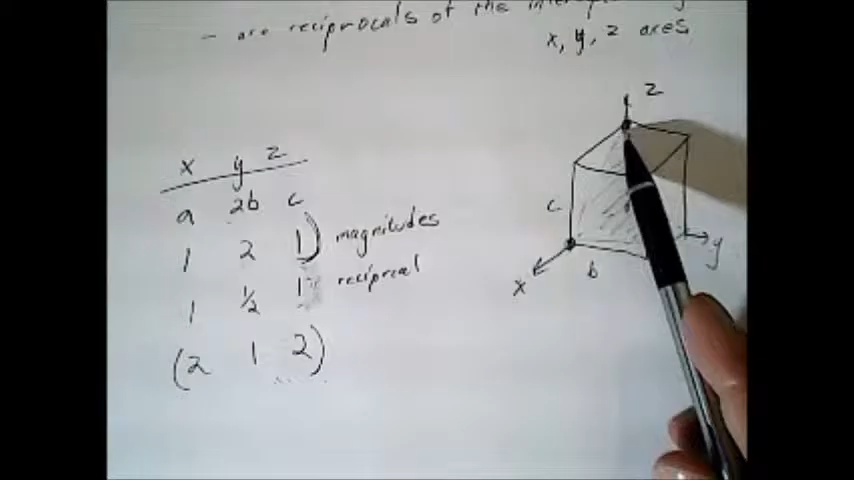 - are reciprocals of the
x, y, z axes
x y z
a 2b c
1 2 1) magnitudes
1 ½ 1 reciprocal
(2 1 2)
z
c
b
x
y